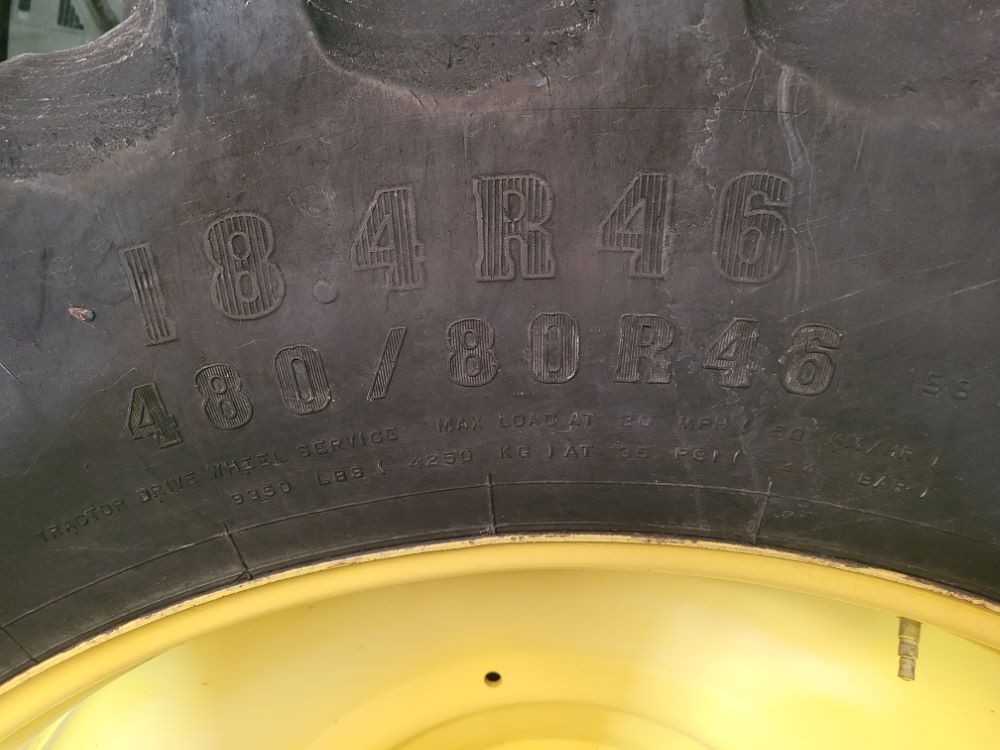 18.4R46
480/80R46
158
TRACTOR DRIVE WHEEL SERVICE MAX LOAD AT 30 MPH ( 50 KM/HR )
9350 LBS ( 4250 KG ) AT 35 PSI ( 2.4 BAR )